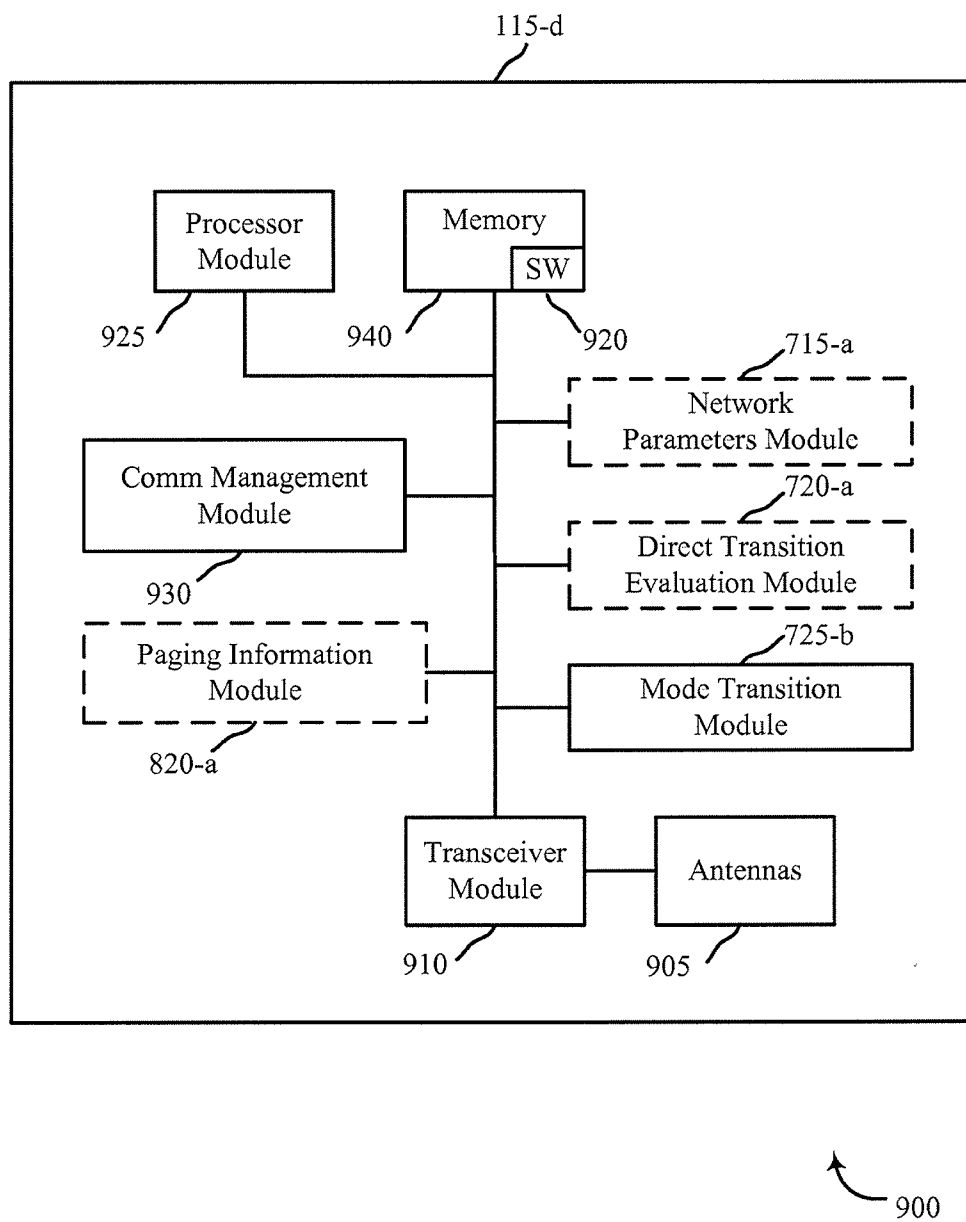 115-d
Processor
Module
925
Memory
SW
940
920
715-a
Network
Parameters Module
Comm Management
Module
930
720-a
Direct Transition
Evaluation Module
Paging Information
Module
820-a
725-b
Mode Transition
Module
Transceiver
Module
910
Antennas
905
900